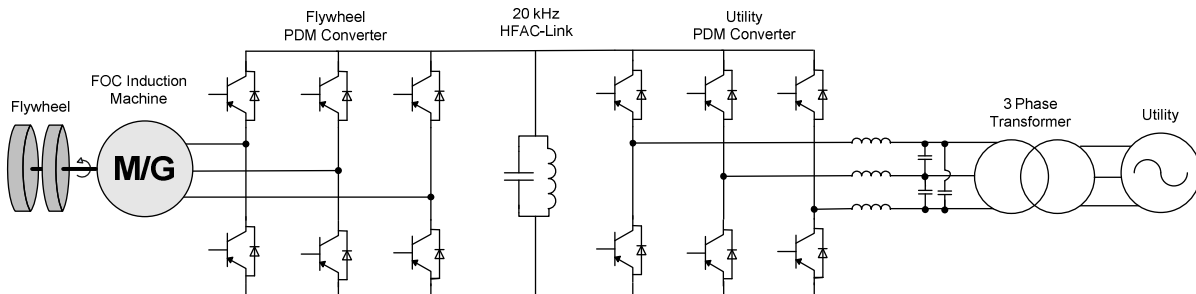 Flywheel
FOC Induction
Machine
M/G
Flywheel
PDM Converter
20 kHz
HFAC-Link
Utility
PDM Converter
3 Phase
Transformer
Utility